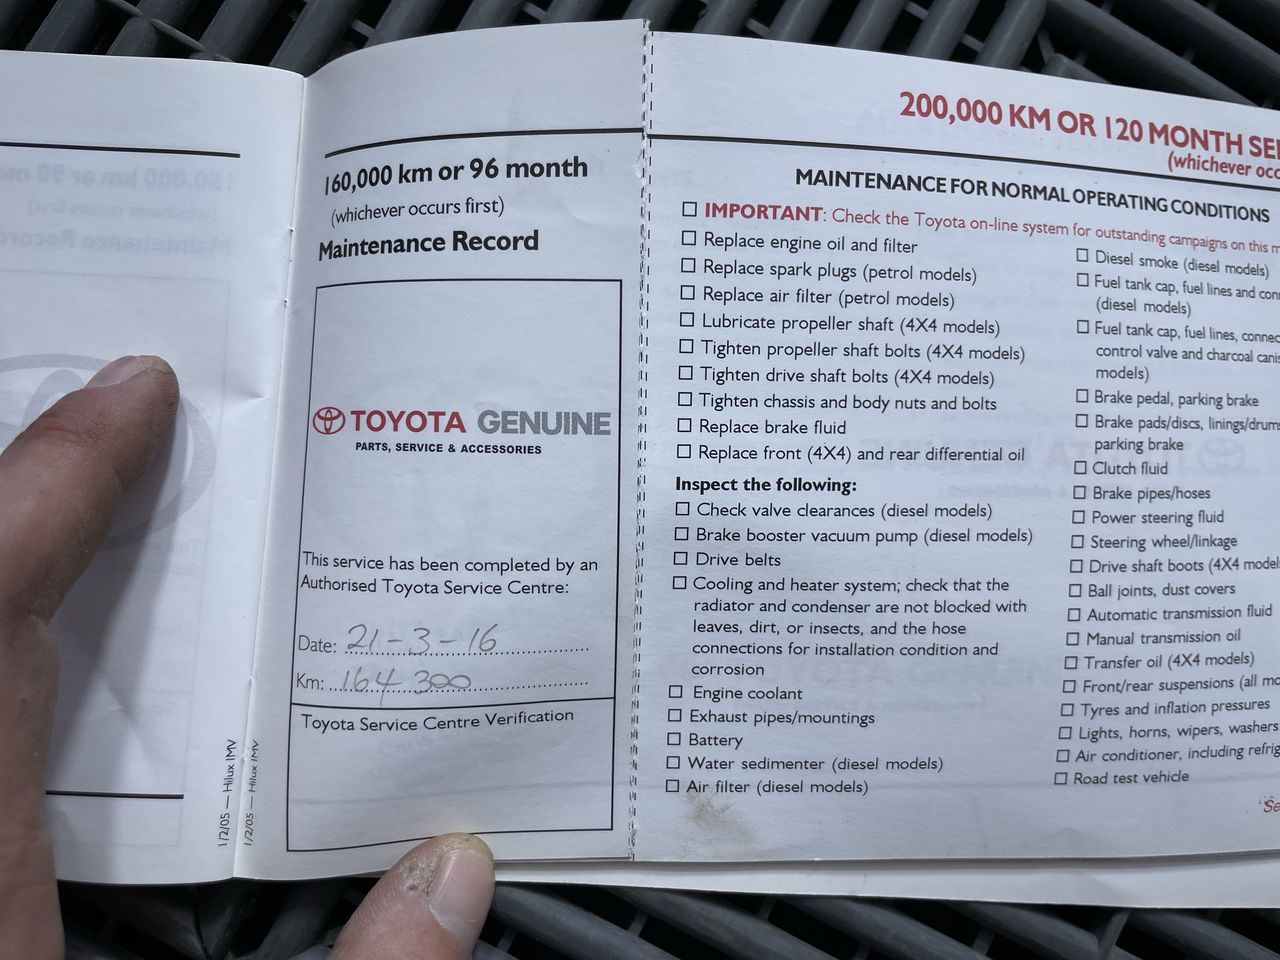 160,000 km or 96 month
(whichever occurs first)
Maintenance Record
TOYOTA GENUINE
PARTS, SERVICE & ACCESSORIES
This service has been completed by an
Authorised Toyota Service Centre:
Date: 21-3-16
Km: 164 300
Toyota Service Centre Verification
1/2/05 — Hilux IMV
1/2/05 — Hilux IMV
200,000 KM OR 120 MONTH
(whichever
MAINTENANCE FOR NORMAL OPERATING CONDITIONS
IMPORTANT: Check the Toyota on-line system for outstanding campaigns on this
Replace engine oil and filter
Replace spark plugs (petrol models)
Replace air filter (petrol models)
Lubricate propeller shaft (4X4 models)
Tighten propeller shaft bolts (4X4 models)
Tighten drive shaft bolts (4X4 models)
Tighten chassis and body nuts and bolts
Replace brake fluid
Replace front (4X4) and rear differential oil
Inspect the following:
Check valve clearances (diesel models)
Brake booster vacuum pump (diesel models)
Drive belts
Cooling and heater system; check that the
radiator and condenser are not blocked with
leaves, dirt, or insects, and the hose
connections for installation condition and
corrosion
Engine coolant
Exhaust pipes/mountings
Battery
Water sedimenter (diesel models)
Air filter (diesel models)
Diesel smoke (diesel models)
Fuel tank cap, fuel lines and
(diesel models)
Fuel tank cap, fuel lines,
control valve and charcoal
models)
Brake pedal, parking brake
Brake pads/discs, linings/drums
parking brake
Clutch fluid
Brake pipes/hoses
Power steering fluid
Steering wheel/linkage
Drive shaft boots (4X4
Ball joints, dust covers
Automatic transmission fluid
Manual transmission oil
Transfer oil (4X4 models)
Front/rear suspensions (all
Tyres and inflation pressures
Lights, horns, wipers, washers
Air conditioner, including
Road test vehicle